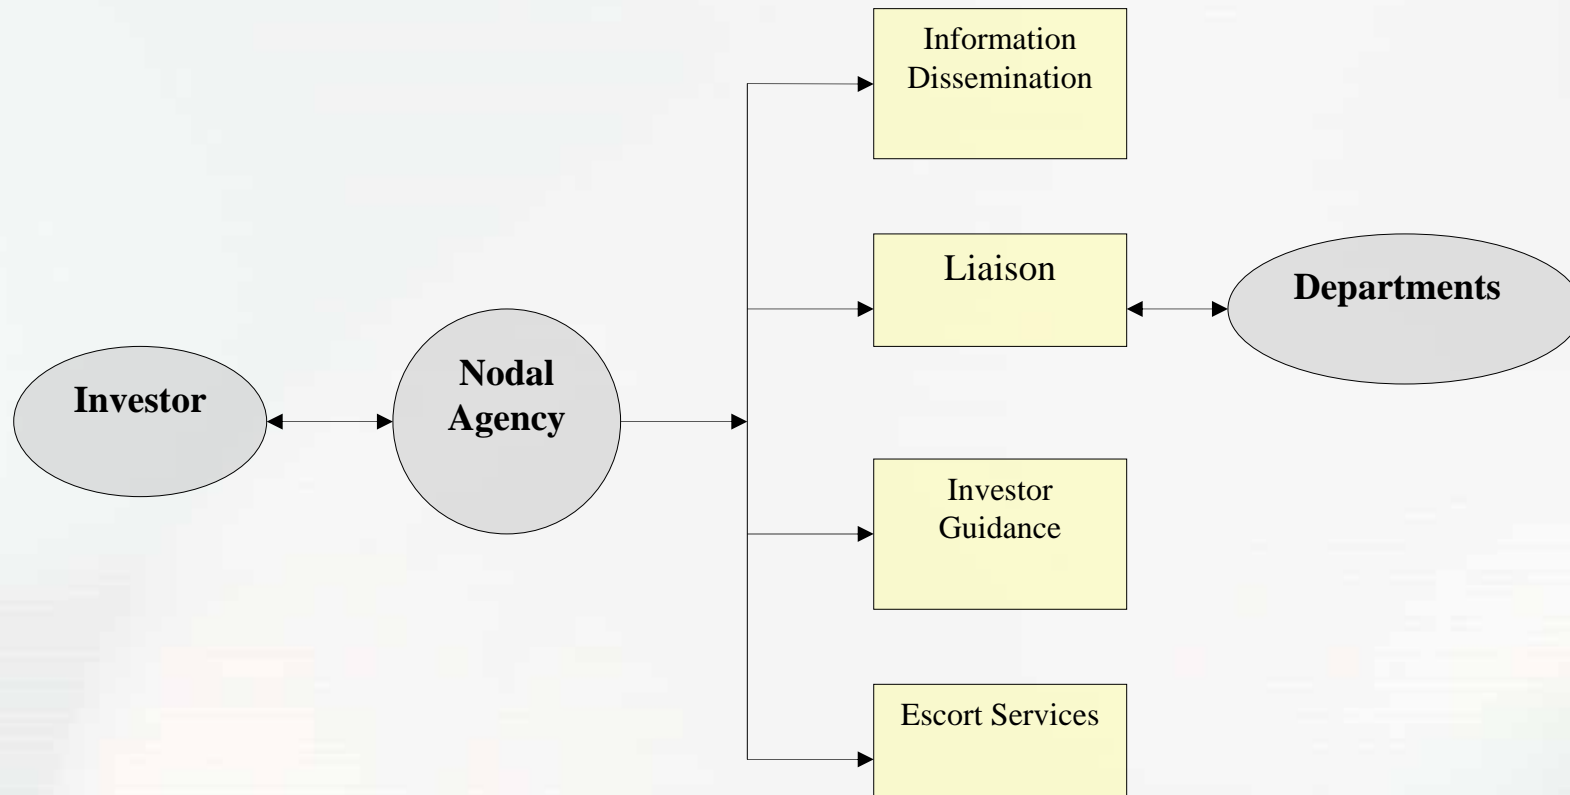 Information
Dissemination
Liaison
Departments
Nodal
Agency
Investor
Investor
Guidance
Escort Services